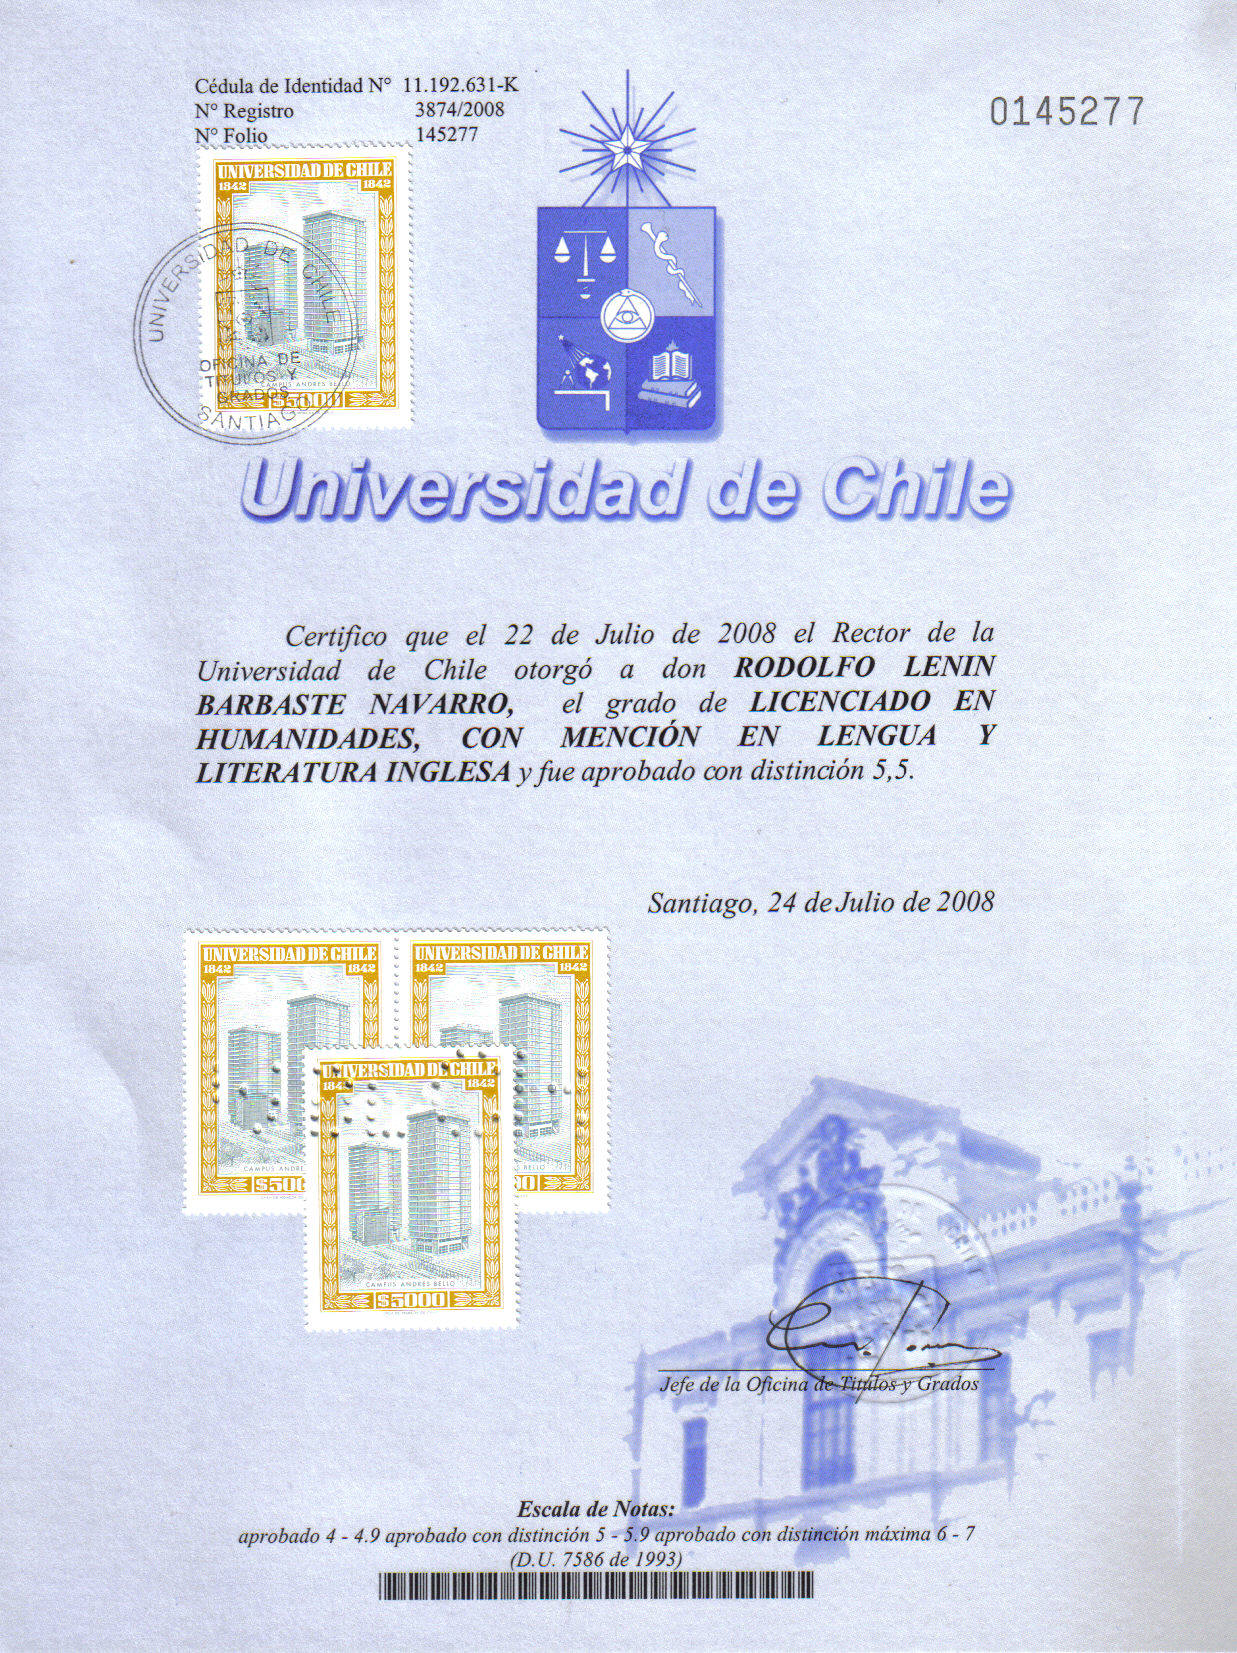 Cédula de Identidad N° 11.192.631-K
N° Registro 3874/2008
N° Folio 145277
0145277
UNIVERSIDAD DE CHILE
1842 1842
CAMPUS ANDRES BELLO
$5000
UNIVERSIDAD DE CHILE
OFICINA DE
TITULOS Y
GRADOS
SANTIAGO
Universidad de Chile
Certifico que el 22 de Julio de 2008 el Rector de la
Universidad de Chile otorgó a don RODOLFO LENIN
BARBASTE NAVARRO, el grado de LICENCIADO EN
HUMANIDADES, CON MENCIÓN EN LENGUA Y
LITERATURA INGLESA y fue aprobado con distinción 5,5.
Santiago, 24 de Julio de 2008
UNIVERSIDAD DE CHILE
1842 1842
CAMPUS ANDRE
$500
UNIVERSIDAD DE CHILE
1842 1842
BELLO
00
UNIVERSIDAD DE CHILE
184 1842
CAMPUS ANDRES BELLO
$5000
Jefe de la Oficina de Titulos y Grados
Escala de Notas:
aprobado 4 - 4.9 aprobado con distinción 5 - 5.9 aprobado con distinción máxima 6 - 7
(D.U. 7586 de 1993)